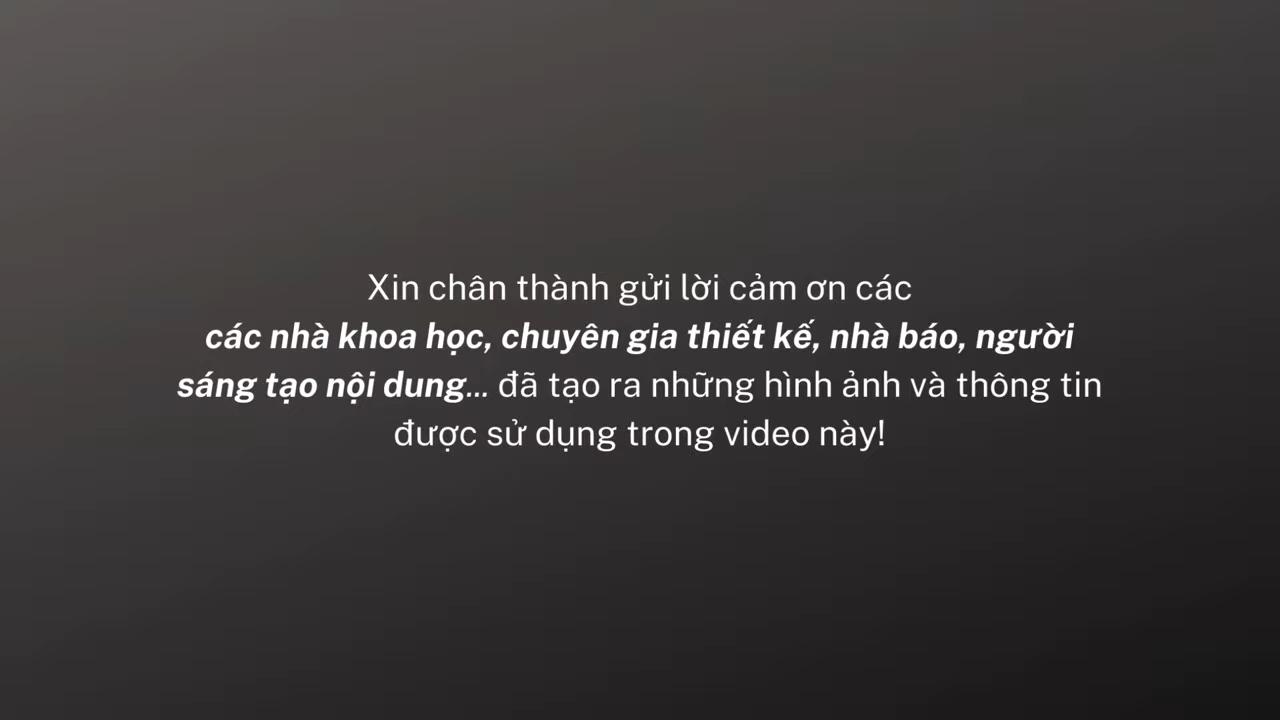 Xin chân thành gửi lời cảm ơn các
các nhà khoa học, chuyên gia thiết kế, nhà báo, người
sáng tạo nội dung... đã tạo ra những hình ảnh và thông tin
được sử dụng trong video này!